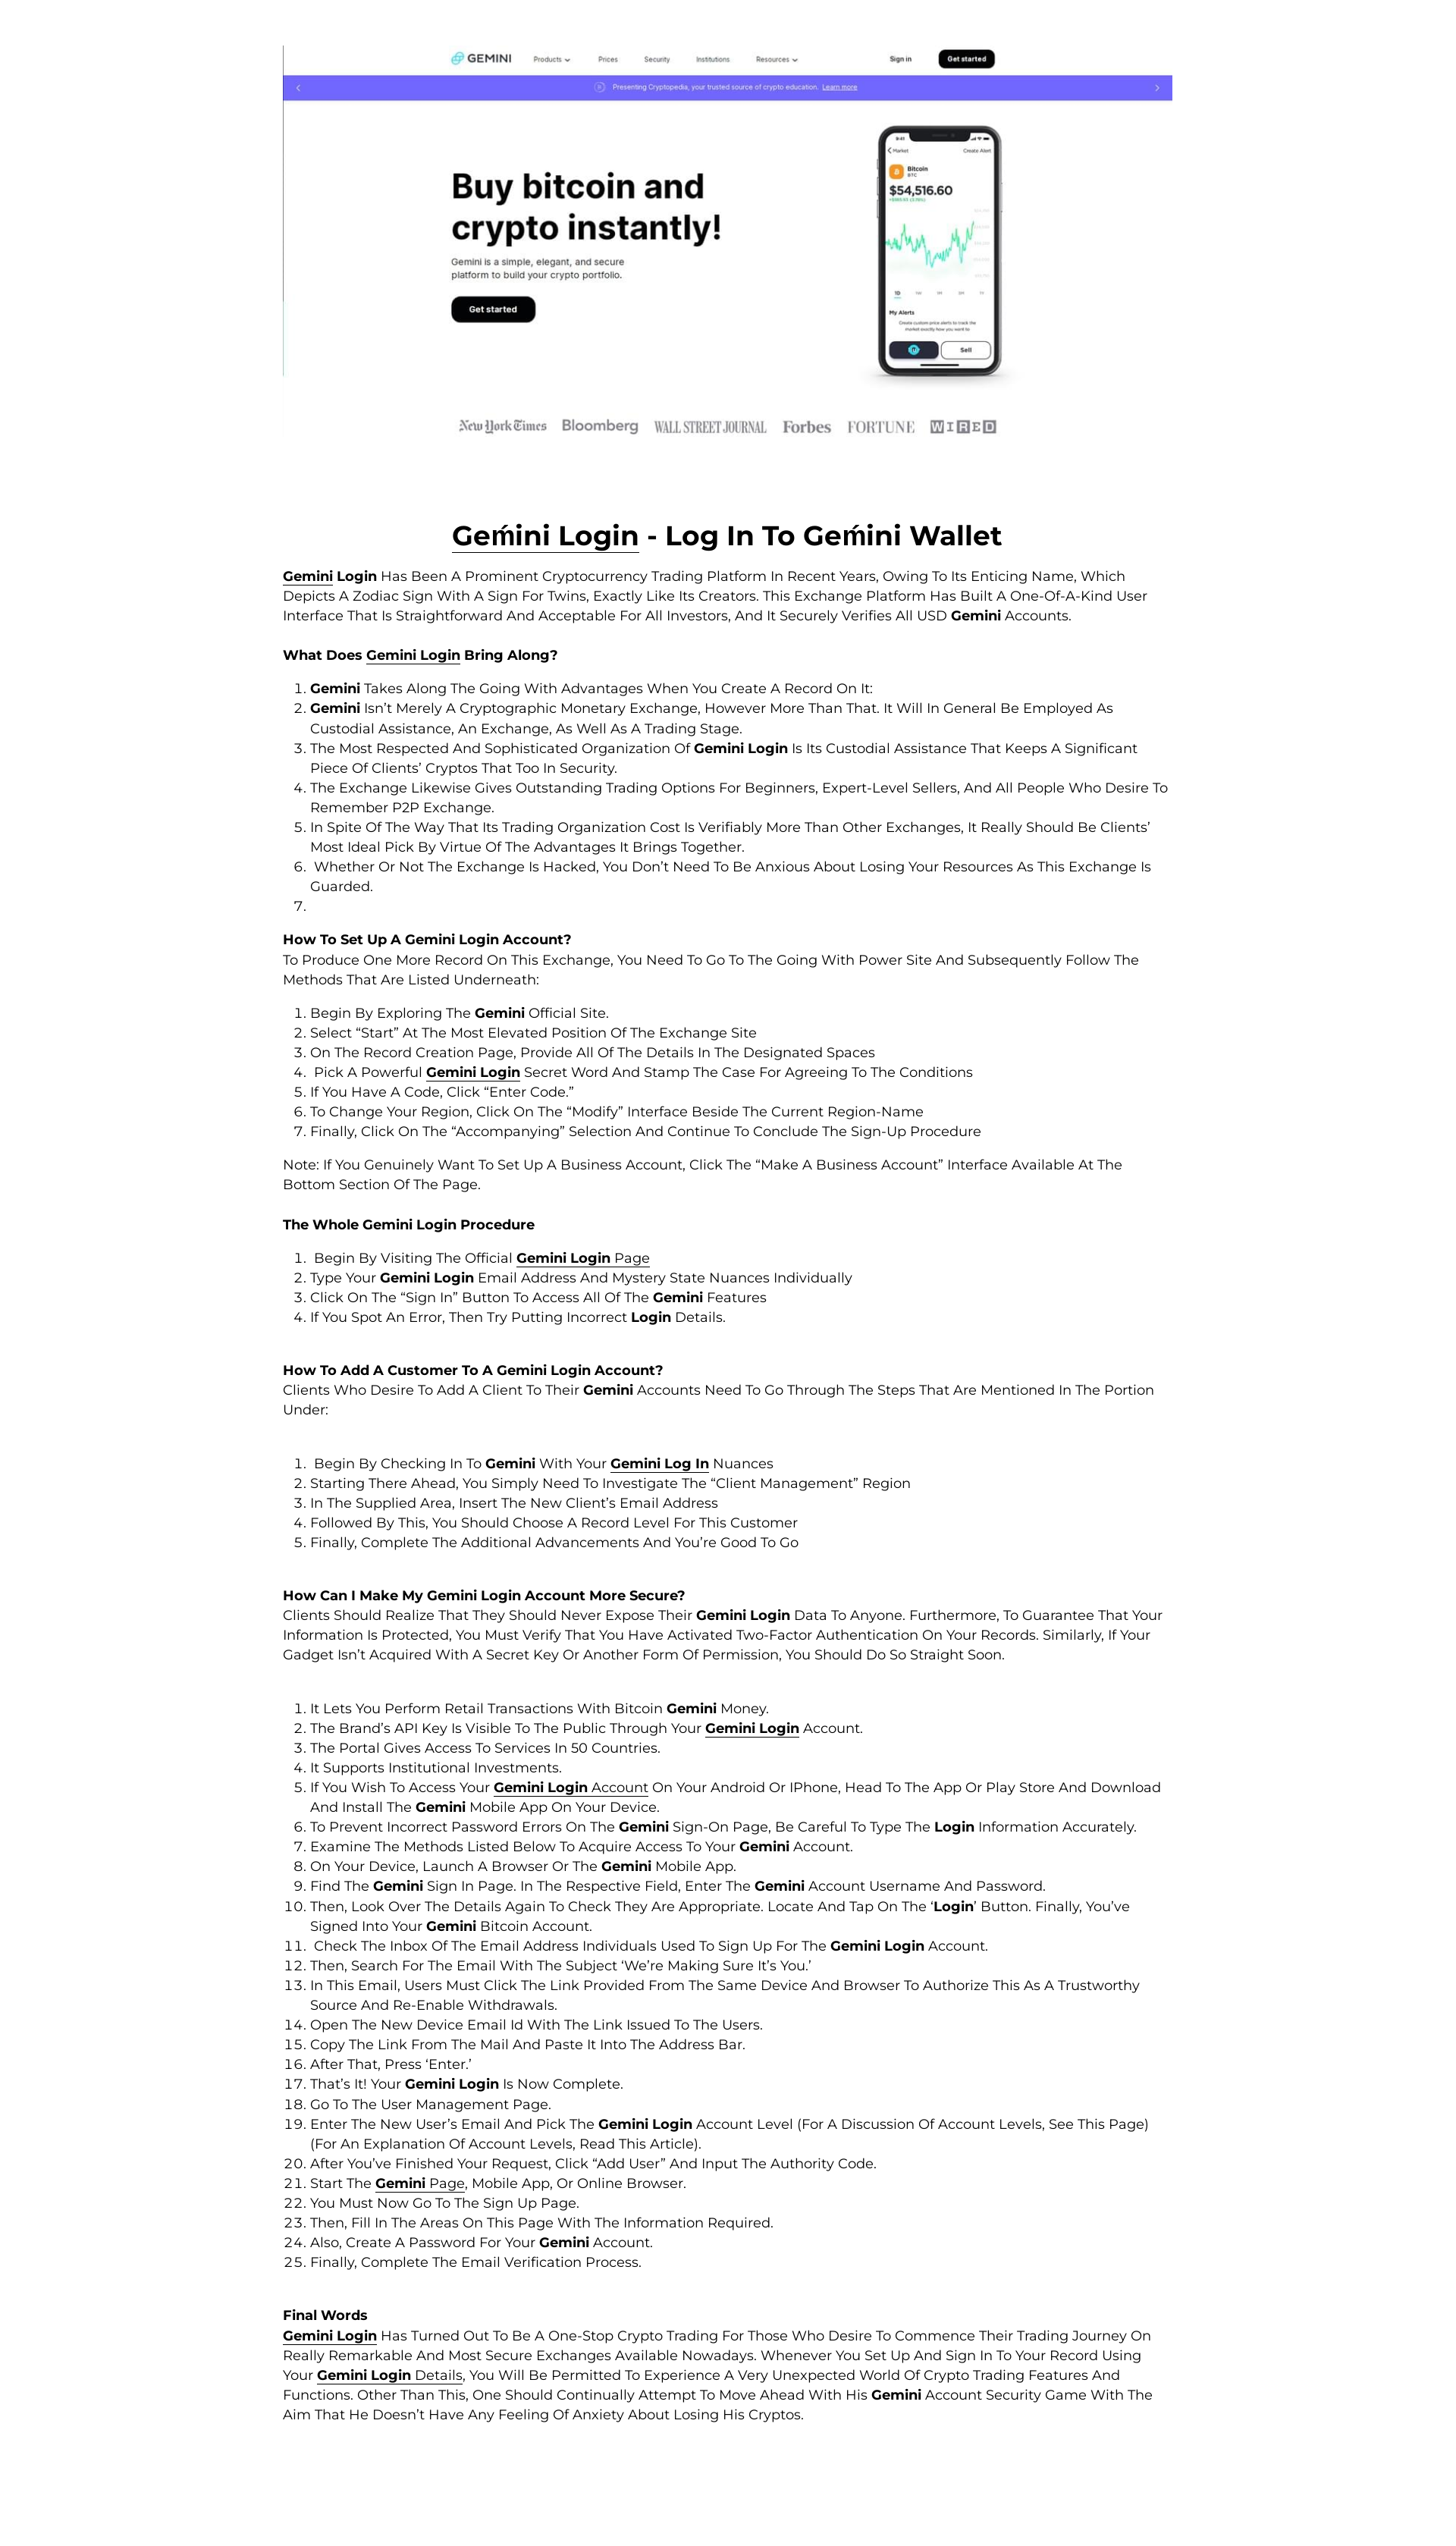 GEMINI
Products
Prices
Security
Institutions
Resources
Sign in
Get started
Presenting Cryptopedia, your trusted source of crypto education. Learn more
Buy bitcoin and
crypto instantly!
Gemini is a simple, elegant, and secure
platform to build your crypto portfolio.
Get started
9:41
Market
Create Alert
Bitcoin
BTC
$54,516.60
1D
My Alerts
Create custom price alerts to track the
market exactly how you want to.
Sell
New York Times
Bloomberg
WALL STREET JOURNAL
Forbes
FORTUNE
WIRED
Geḿini Login - Log In To Geḿini Wallet
Gemini Login Has Been A Prominent Cryptocurrency Trading Platform In Recent Years, Owing To Its Enticing Name, Which
Depicts A Zodiac Sign With A Sign For Twins, Exactly Like Its Creators. This Exchange Platform Has Built A One-Of-A-Kind User
Interface That Is Straightforward And Acceptable For All Investors, And It Securely Verifies All USD Gemini Accounts.
What Does Gemini Login Bring Along?
1. Gemini Takes Along The Going With Advantages When You Create A Record On It:
2. Gemini Isn’t Merely A Cryptographic Monetary Exchange, However More Than That. It Will In General Be Employed As
Custodial Assistance, An Exchange, As Well As A Trading Stage.
3. The Most Respected And Sophisticated Organization Of Gemini Login Is Its Custodial Assistance That Keeps A Significant
Piece Of Clients’ Cryptos That Too In Security.
4. The Exchange Likewise Gives Outstanding Trading Options For Beginners, Expert-Level Sellers, And All People Who Desire To
Remember P2P Exchange.
5. In Spite Of The Way That Its Trading Organization Cost Is Verifiably More Than Other Exchanges, It Really Should Be Clients’
Most Ideal Pick By Virtue Of The Advantages It Brings Together.
6. Whether Or Not The Exchange Is Hacked, You Don’t Need To Be Anxious About Losing Your Resources As This Exchange Is
Guarded.
7.
How To Set Up A Gemini Login Account?
To Produce One More Record On This Exchange, You Need To Go To The Going With Power Site And Subsequently Follow The
Methods That Are Listed Underneath:
1. Begin By Exploring The Gemini Official Site.
2. Select “Start” At The Most Elevated Position Of The Exchange Site
3. On The Record Creation Page, Provide All Of The Details In The Designated Spaces
4. Pick A Powerful Gemini Login Secret Word And Stamp The Case For Agreeing To The Conditions
5. If You Have A Code, Click “Enter Code.”
6. To Change Your Region, Click On The “Modify” Interface Beside The Current Region-Name
7. Finally, Click On The “Accompanying” Selection And Continue To Conclude The Sign-Up Procedure
Note: If You Genuinely Want To Set Up A Business Account, Click The “Make A Business Account” Interface Available At The
Bottom Section Of The Page.
The Whole Gemini Login Procedure
1. Begin By Visiting The Official Gemini Login Page
2. Type Your Gemini Login Email Address And Mystery State Nuances Individually
3. Click On The “Sign In” Button To Access All Of The Gemini Features
4. If You Spot An Error, Then Try Putting Incorrect Login Details.
How To Add A Customer To A Gemini Login Account?
Clients Who Desire To Add A Client To Their Gemini Accounts Need To Go Through The Steps That Are Mentioned In The Portion
Under:
1. Begin By Checking In To Gemini With Your Gemini Log In Nuances
2. Starting There Ahead, You Simply Need To Investigate The “Client Management” Region
3. In The Supplied Area, Insert The New Client’s Email Address
4. Followed By This, You Should Choose A Record Level For This Customer
5. Finally, Complete The Additional Advancements And You’re Good To Go
How Can I Make My Gemini Login Account More Secure?
Clients Should Realize That They Should Never Expose Their Gemini Login Data To Anyone. Furthermore, To Guarantee That Your
Information Is Protected, You Must Verify That You Have Activated Two-Factor Authentication On Your Records. Similarly, If Your
Gadget Isn’t Acquired With A Secret Key Or Another Form Of Permission, You Should Do So Straight Soon.
1. It Lets You Perform Retail Transactions With Bitcoin Gemini Money.
2. The Brand’s API Key Is Visible To The Public Through Your Gemini Login Account.
3. The Portal Gives Access To Services In 50 Countries.
4. It Supports Institutional Investments.
5. If You Wish To Access Your Gemini Login Account On Your Android Or IPhone, Head To The App Or Play Store And Download
And Install The Gemini Mobile App On Your Device.
6. To Prevent Incorrect Password Errors On The Gemini Sign-On Page, Be Careful To Type The Login Information Accurately.
7. Examine The Methods Listed Below To Acquire Access To Your Gemini Account.
8. On Your Device, Launch A Browser Or The Gemini Mobile App.
9. Find The Gemini Sign In Page. In The Respective Field, Enter The Gemini Account Username And Password.
10. Then, Look Over The Details Again To Check They Are Appropriate. Locate And Tap On The ‘Login’ Button. Finally, You’ve
Signed Into Your Gemini Bitcoin Account.
11. Check The Inbox Of The Email Address Individuals Used To Sign Up For The Gemini Login Account.
12. Then, Search For The Email With The Subject ‘We’re Making Sure It’s You.’
13. In This Email, Users Must Click The Link Provided From The Same Device And Browser To Authorize This As A Trustworthy
Source And Re-Enable Withdrawals.
14. Open The New Device Email Id With The Link Issued To The Users.
15. Copy The Link From The Mail And Paste It Into The Address Bar.
16. After That, Press ‘Enter.’
17. That’s It! Your Gemini Login Is Now Complete.
18. Go To The User Management Page.
19. Enter The New User’s Email And Pick The Gemini Login Account Level (For A Discussion Of Account Levels, See This Page)
(For An Explanation Of Account Levels, Read This Article).
20. After You’ve Finished Your Request, Click “Add User” And Input The Authority Code.
21. Start The Gemini Page, Mobile App, Or Online Browser.
22. You Must Now Go To The Sign Up Page.
23. Then, Fill In The Areas On This Page With The Information Required.
24. Also, Create A Password For Your Gemini Account.
25. Finally, Complete The Email Verification Process.
Final Words
Gemini Login Has Turned Out To Be A One-Stop Crypto Trading For Those Who Desire To Commence Their Trading Journey On
Really Remarkable And Most Secure Exchanges Available Nowadays. Whenever You Set Up And Sign In To Your Record Using
Your Gemini Login Details, You Will Be Permitted To Experience A Very Unexpected World Of Crypto Trading Features And
Functions. Other Than This, One Should Continually Attempt To Move Ahead With His Gemini Account Security Game With The
Aim That He Doesn’t Have Any Feeling Of Anxiety About Losing His Cryptos.